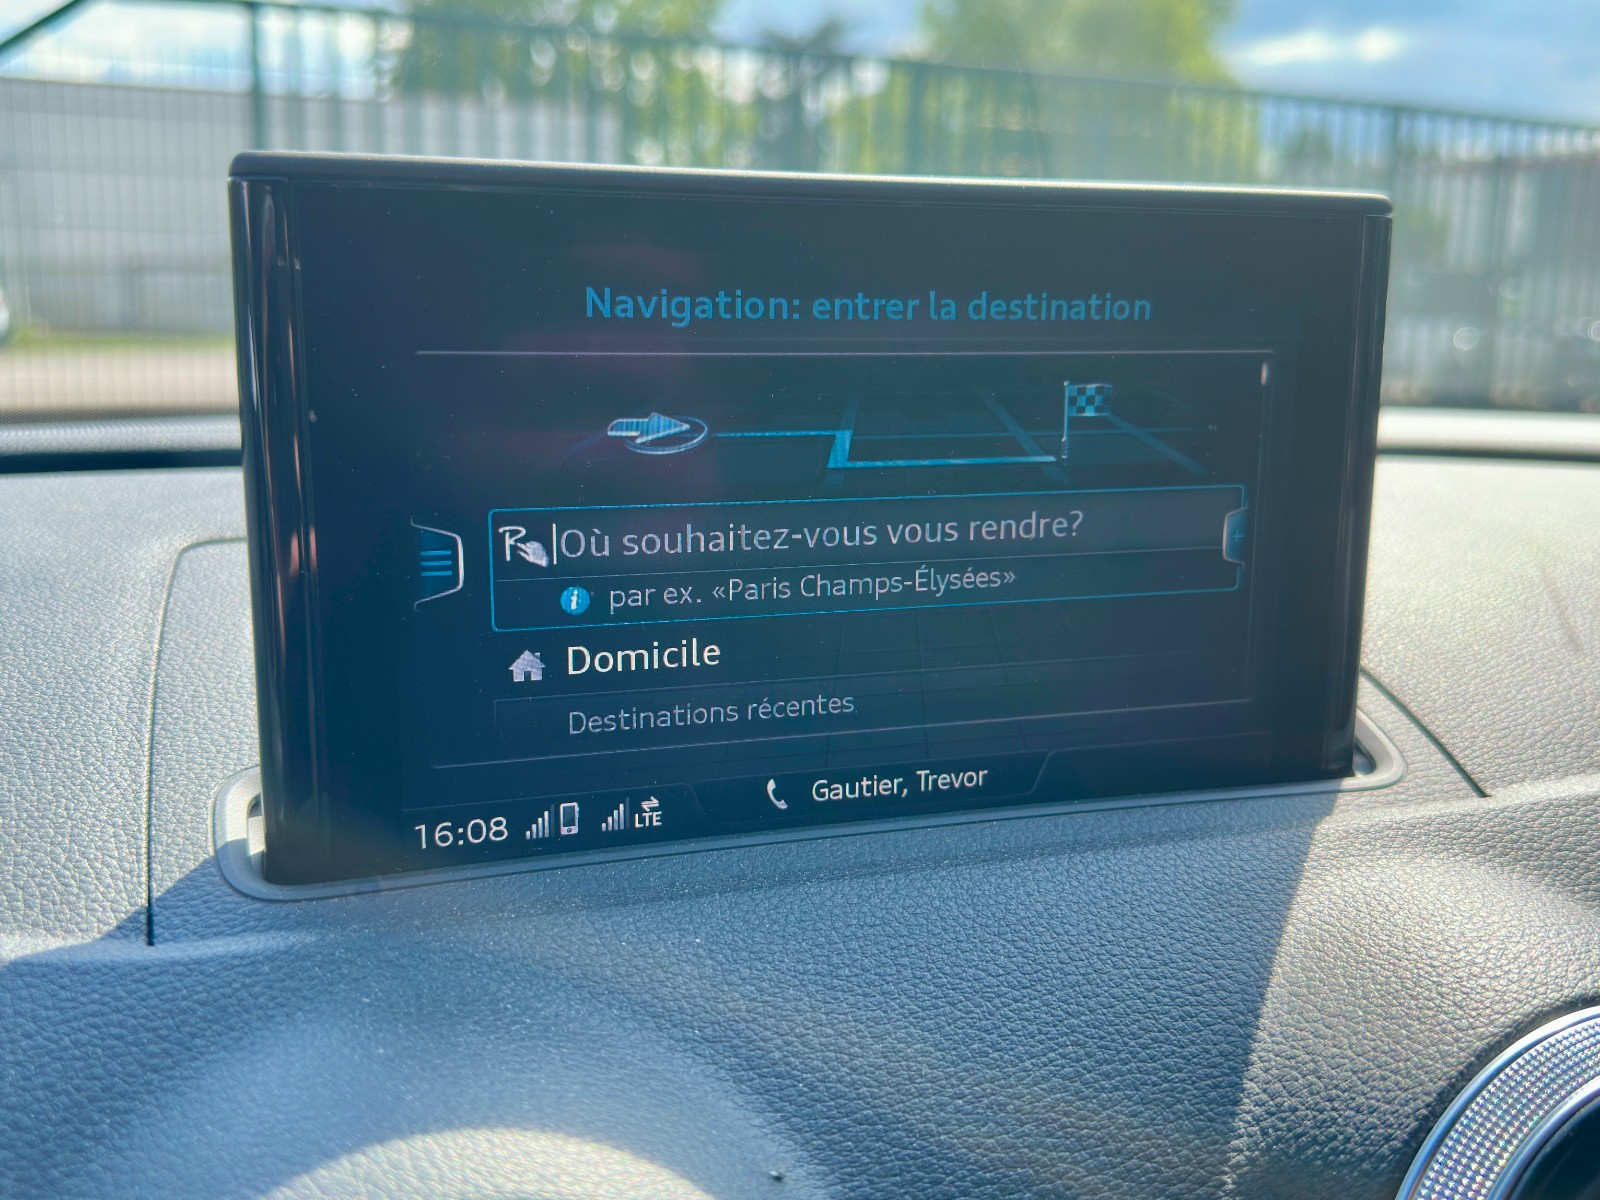 Navigation: entrer la destination
Où souhaitez-vous vous rendre?
par ex. «Paris Champs-Élysées»
Domicile
Destinations récentes
16:08 LTE Gautier, Trevor